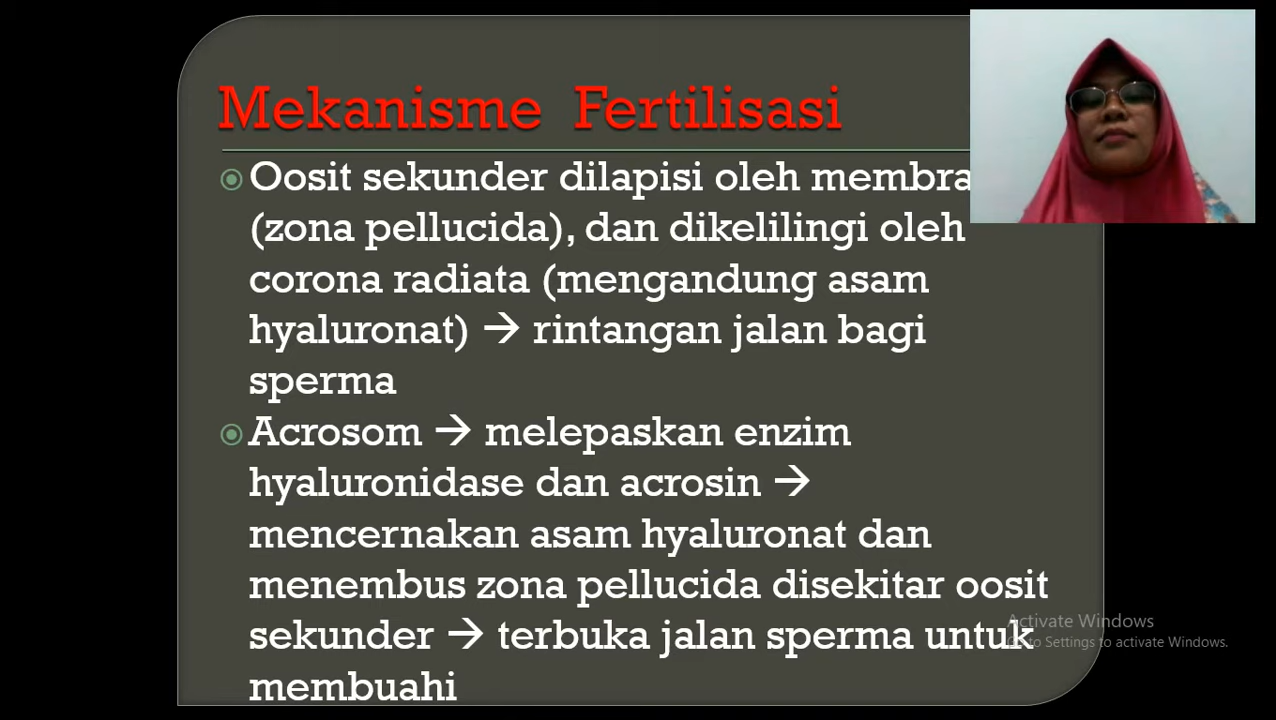 Mekanisme Fertilisasi
Oosit sekunder dilapisi oleh
(zona pellucida), dan dikelilingi oleh
corona radiata (mengandung asam
hyaluronat) → rintangan jalan bagi
sperma
Acrosom → melepaskan enzim
hyaluronidase dan acrosin →
mencernakan asam hyaluronat dan
menembus zona pellucida disekitar oosit
sekunder → terbuka jalan sperma untuk
membuahi
Activate Windows
to Settings to activate Windows.